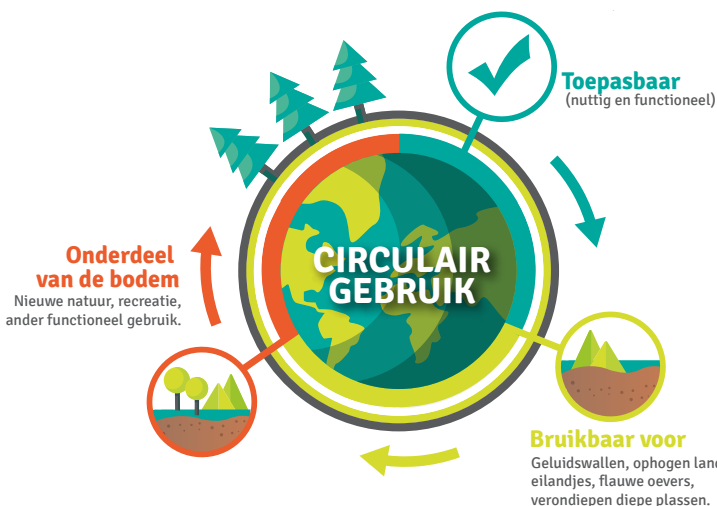 Toepasbaar
(nuttig en functioneel)
CIRCULAIR
GEBRUIK
Onderdeel
van de bodem
Nieuwe natuur, recreatie,
ander functioneel gebruik.
Bruikbaar voor
Geluidswallen, ophogen land
eilandjes, flauwe oevers,
verondiepen diepe plassen.